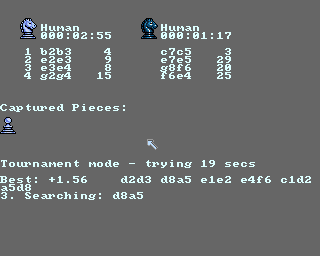 Human Human
000:02:55 000:01:17
1 b2b3 4 c7c5 3
2 e2e3 9 e7e5 29
3 e3e4 8 g8f6 20
4 g2g4 15 f6e4 25
Captured Pieces:
Tournament mode - trying 19 secs
Best: +1.56 d2d3 d8a5 e1e2 e4f6 c1d2
a5d8
3. Searching: d8a5